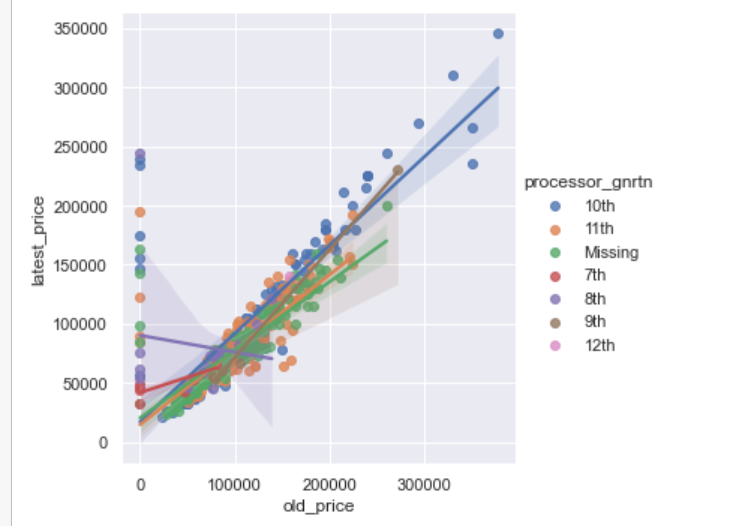 350000
300000
250000
200000
150000
100000
50000
0
latest_price
0 100000 200000 300000
old_price
processor_gnrtn
10th
11th
Missing
7th
8th
9th
12th